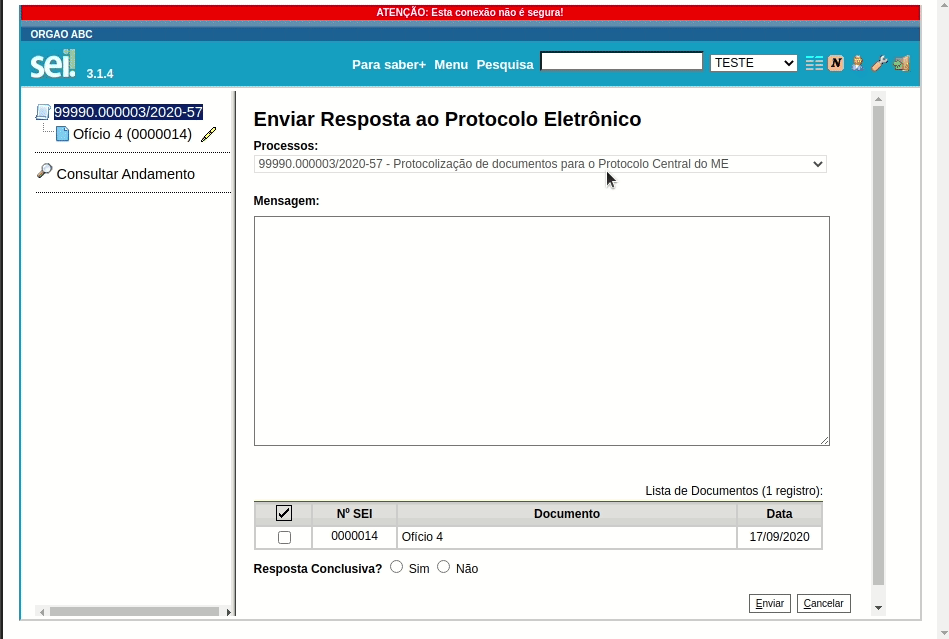 ATENÇÃO: Esta conexão não é segura!
ORGAO ABC
sei! 3.1.4 Para saber+ Menu Pesquisa TESTE N
99990.000003/2020-57
Ofício 4 (0000014)
Consultar Andamento
Enviar Resposta ao Protocolo Eletrônico
Processos:
99990.000003/2020-57 - Protocolização de documentos para o Protocolo Central do ME
Mensagem:
Lista de Documentos (1 registro):
Nº SEI Documento Data
0000014 Ofício 4 17/09/2020
Resposta Conclusiva? Sim Não
Enviar Cancelar